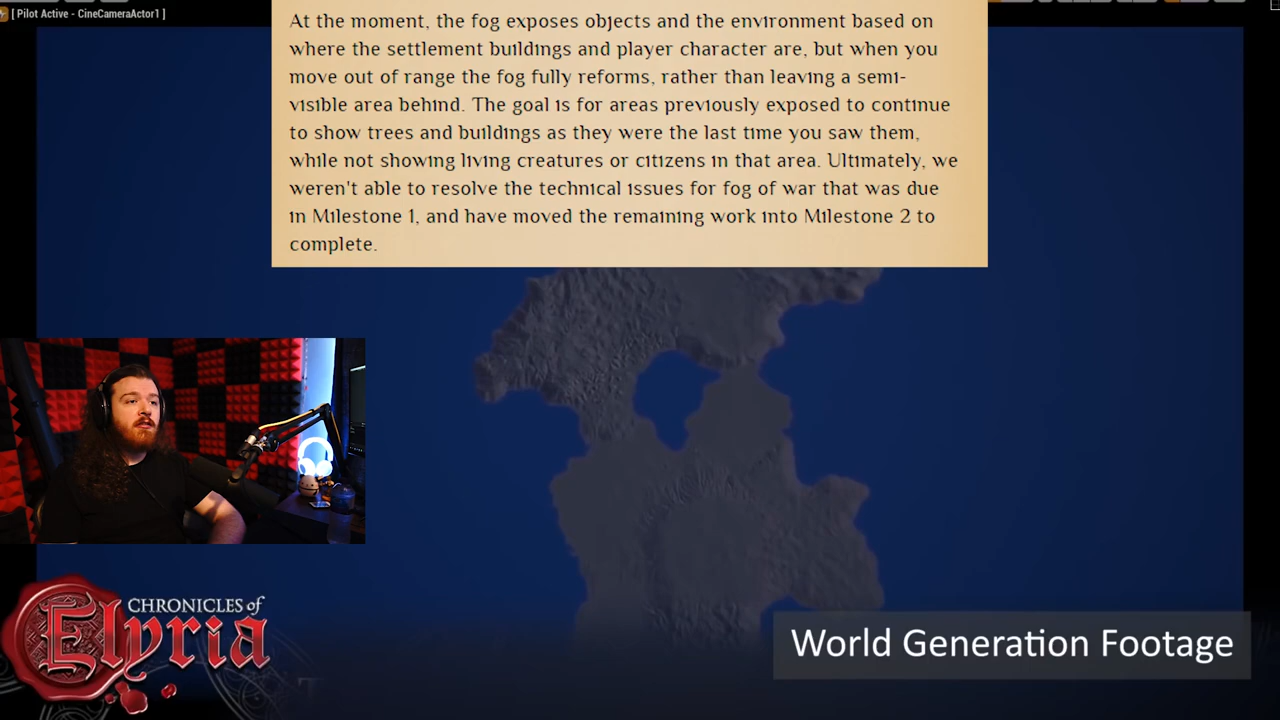 [ Pilot Active - CineCameraActor1 ]
At the moment, the fog exposes objects and the environment based on
where the settlement buildings and player character are, but when you
move out of range the fog fully reforms, rather than leaving a semi-
visible area behind. The goal is for areas previously exposed to continue
to show trees and buildings as they were the last time you saw them,
while not showing living creatures or citizens in that area. Ultimately, we
weren't able to resolve the technical issues for fog of war that was due
in Milestone 1, and have moved the remaining work into Milestone 2 to
complete.
CHRONICLES of
Elyria
World Generation Footage